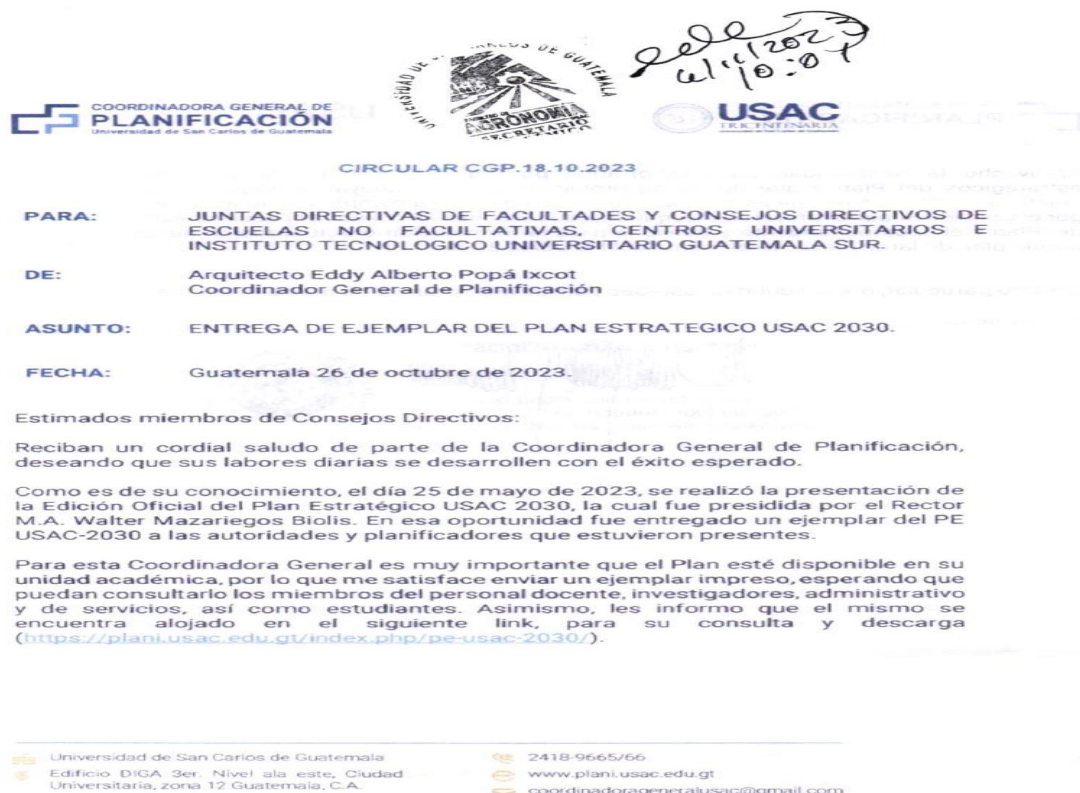 10:07
DE GUATEMALA
AGRONOMIA
SECRETARIO
COORDINADORA GENERAL DE
PLANIFICACIÓN
Universidad de San Carlos de Guatemala
USAC
TRICENTENARIA
CIRCULAR CGP.18.10.2023
PARA: JUNTAS DIRECTIVAS DE FACULTADES Y CONSEJOS DIRECTIVOS DE
ESCUELAS NO FACULTATIVAS, CENTROS UNIVERSITARIOS E
INSTITUTO TECNOLOGICO UNIVERSITARIO GUATEMALA SUR.
DE: Arquitecto Eddy Alberto Popá Ixcot
Coordinador General de Planificación
ASUNTO: ENTREGA DE EJEMPLAR DEL PLAN ESTRATEGICO USAC 2030.
FECHA: Guatemala 26 de octubre de 2023.
Estimados miembros de Consejos Directivos:
Reciban un cordial saludo de parte de la Coordinadora General de Planificación,
deseando que sus labores diarias se desarrollen con el éxito esperado.
Como es de su conocimiento, el día 25 de mayo de 2023, se realizó la presentación de
la Edición Oficial del Plan Estratégico USAC 2030, la cual fue presidida por el Rector
M.A. Walter Mazariegos Biolis. En esa oportunidad fue entregado un ejemplar del PE
USAC-2030 a las autoridades y planificadores que estuvieron presentes.
Para esta Coordinadora General es muy importante que el Plan esté disponible en su
unidad académica, por lo que me satisface enviar un ejemplar impreso, esperando que
puedan consultarlo los miembros del personal docente, investigadores, administrativo
y de servicios, así como estudiantes. Asimismo, les informo que el mismo se
encuentra alojado en el siguiente link, para su consulta y descarga
(https://plani.usac.edu.gt/index.php/pe-usac-2030/).
Universidad de San Carlos de Guatemala
Edificio DIGA 3er. Nivel ala este, Ciudad
Universitaria, zona 12 Guatemala, C.A.
2418-9665/66
www.plani.usac.edu.gt
coordinadorageneralusac@gmail.com